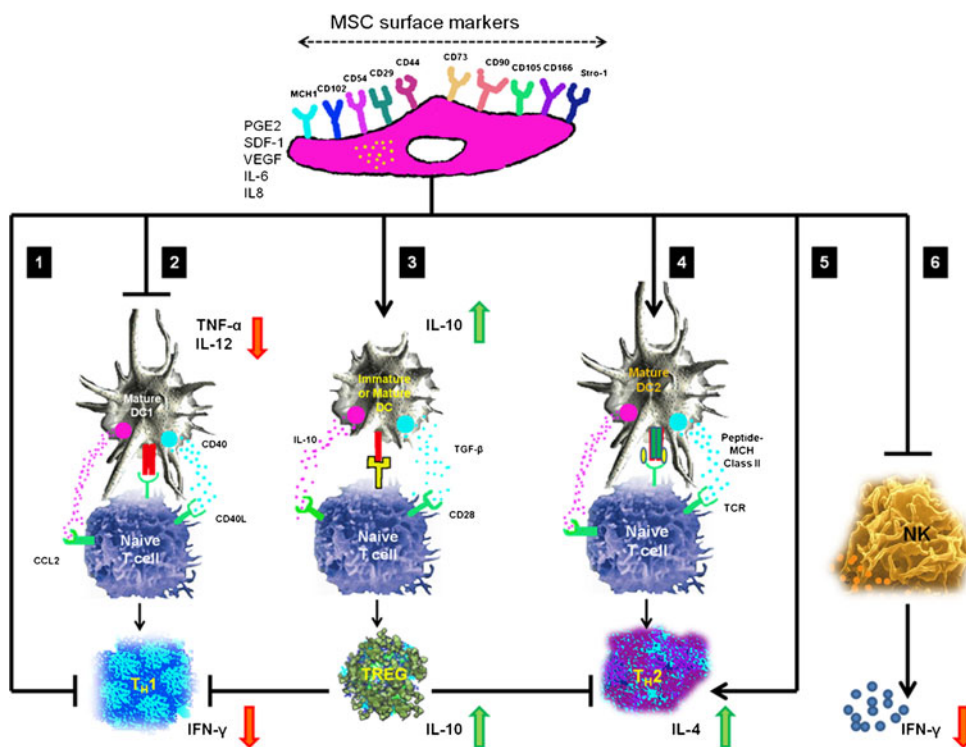 MSC surface markers
MCH1
CD102
CD54
CD29
CD44
CD73
CD90
CD105
CD166
Stro-1
PGE2
SDF-1
VEGF
IL-6
IL8
1
2
3
4
5
6
TNF-α
IL-12
IL-10
Mature
DC1
Immature
or Mature
DC
Mature
DC2
CD40
IL-10
TGF-β
Peptide-
MCH
Class II
CD40L
CD28
TCR
CCL2
Naive
T cell
Naive
T cell
Naive
T cell
NK
TH1
TREG
TH2
IFN-γ
IL-10
IL-4
IFN-γ